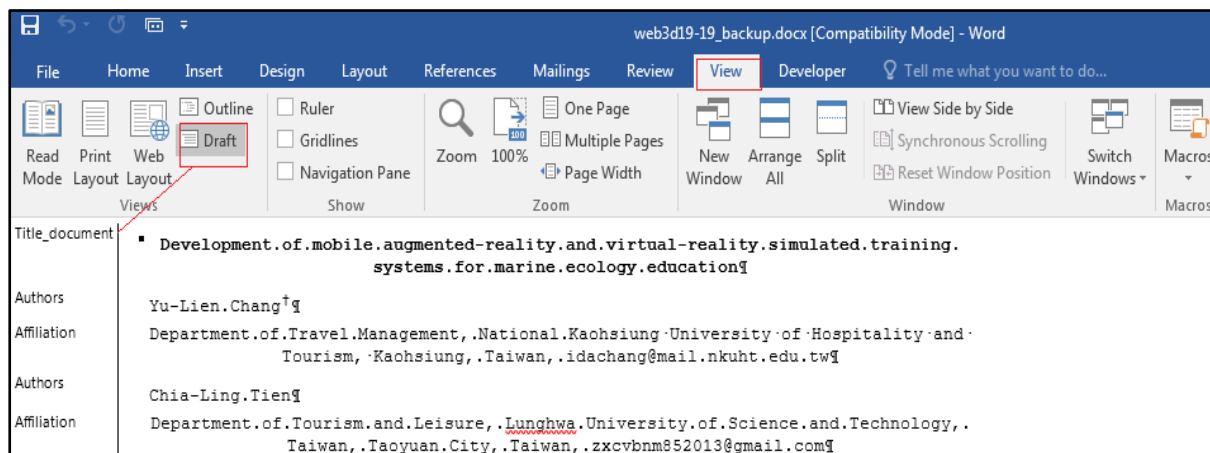 web3d19-19_backup.docx [Compatibility Mode] - Word
File Home Insert Design Layout References Mailings Review View Developer Tell me what you want to do...
Outline Ruler One Page View Side by Side
Draft Gridlines Multiple Pages Synchronous Scrolling
Read Mode Print Layout Web Layout Navigation Pane Zoom 100% Page Width New Window Arrange All Split Reset Window Position Switch Windows Macros
Views Show Zoom Window Macros
Title_document Development.of.mobile.augmented-reality.and.virtual-reality.simulated.training.
systems.for.marine.ecology.education¶
Authors Yu-Lien.Chang†¶
Affiliation Department.of.Travel.Management,.National.Kaohsiung·University·of·Hospitality·and·
Tourism,·Kaohsiung,.Taiwan,.idachang@mail.nkuht.edu.tw¶
Authors Chia-Ling.Tien¶
Affiliation Department.of.Tourism.and.Leisure,.Lunghwa.University.of.Science.and.Technology,.
Taiwan,.Taoyuan.City,.Taiwan,.zxcvbnm852013@gmail.com¶